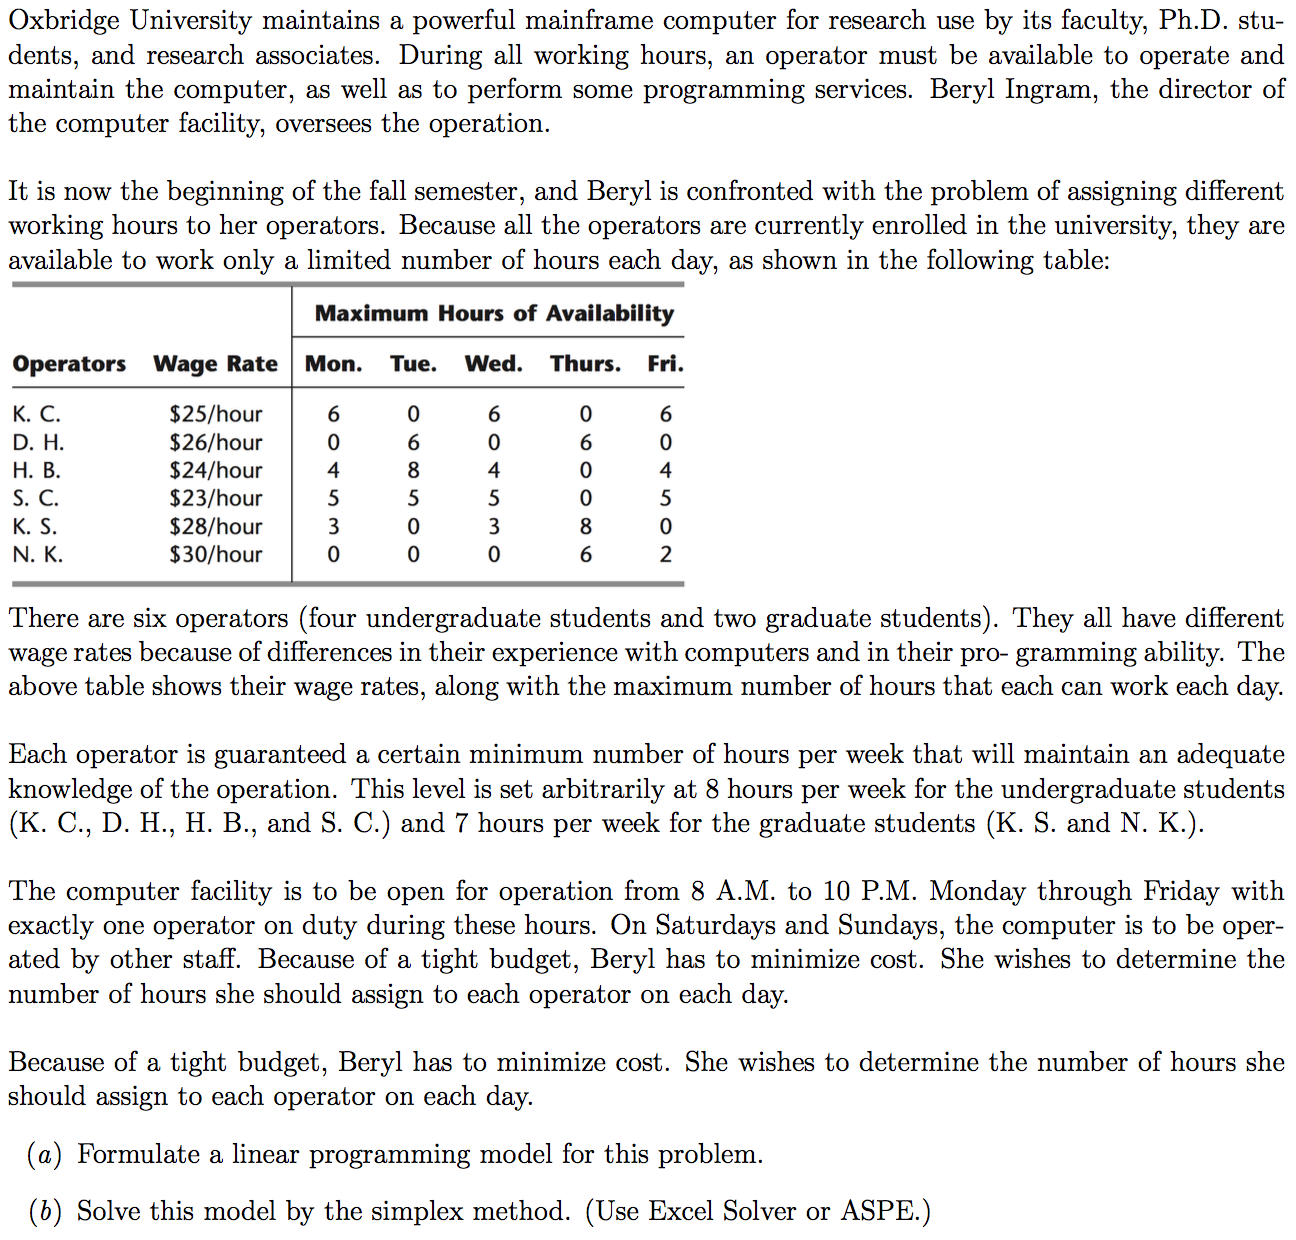 Oxbridge University maintains a powerful mainframe computer for research use by its faculty, Ph.D. stu-
dents, and research associates. During all working hours, an operator must be available to operate and
maintain the computer, as well as to perform some programming services. Beryl Ingram, the director of
the computer facility, oversees the operation.
It is now the beginning of the fall semester, and Beryl is confronted with the problem of assigning different
working hours to her operators. Because all the operators are currently enrolled in the university, they are
available to work only a limited number of hours each day, as shown in the following table:
Maximum Hours of Availability
Operators Wage Rate Mon. Tue. Wed. Thurs. Fri.
K. C. $25/hour 6 0 6 0 6
D. H. $26/hour 0 6 0 6 0
H. B. $24/hour 4 8 4 0 4
S. C. $23/hour 5 5 5 0 5
K. S. $28/hour 3 0 3 8 0
N. K. $30/hour 0 0 0 6 2
There are six operators (four undergraduate students and two graduate students). They all have different
wage rates because of differences in their experience with computers and in their pro- gramming ability. The
above table shows their wage rates, along with the maximum number of hours that each can work each day.
Each operator is guaranteed a certain minimum number of hours per week that will maintain an adequate
knowledge of the operation. This level is set arbitrarily at 8 hours per week for the undergraduate students
(K. C., D. H., H. B., and S. C.) and 7 hours per week for the graduate students (K. S. and N. K.).
The computer facility is to be open for operation from 8 A.M. to 10 P.M. Monday through Friday with
exactly one operator on duty during these hours. On Saturdays and Sundays, the computer is to be oper-
ated by other staff. Because of a tight budget, Beryl has to minimize cost. She wishes to determine the
number of hours she should assign to each operator on each day.
Because of a tight budget, Beryl has to minimize cost. She wishes to determine the number of hours she
should assign to each operator on each day.
(a) Formulate a linear programming model for this problem.
(b) Solve this model by the simplex method. (Use Excel Solver or ASPE.)